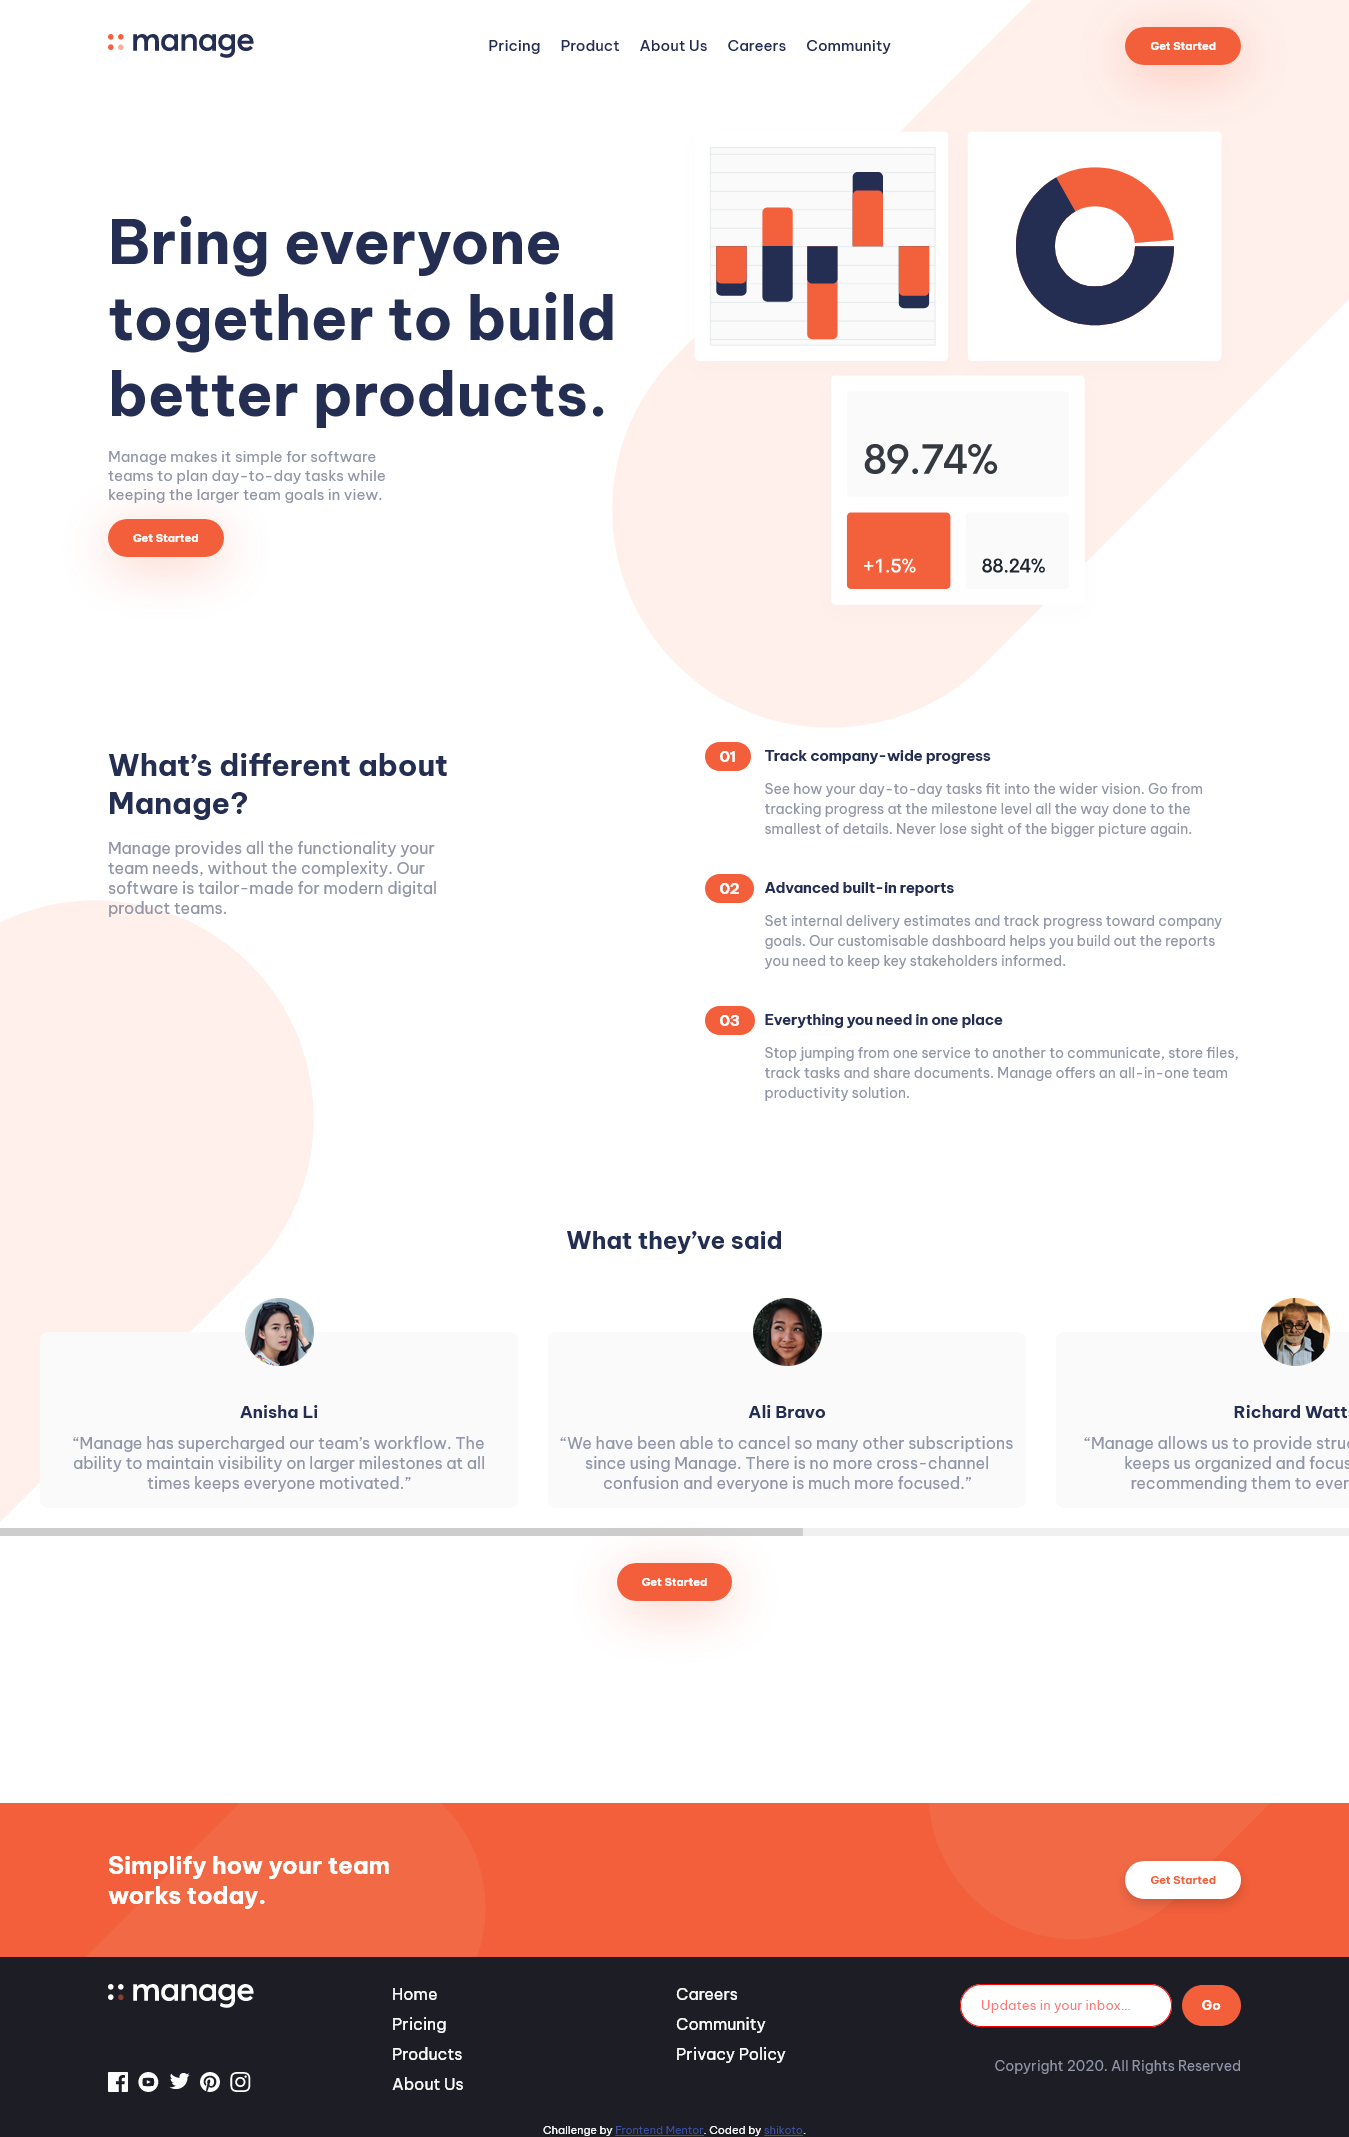 manage
Pricing Product About Us Careers Community
Get Started
Bring everyone
together to build
better products.
Manage makes it simple for software
teams to plan day-to-day tasks while
keeping the larger team goals in view.
Get Started
89.74%
+1.5%
88.24%
What’s different about
Manage?
Manage provides all the functionality your
team needs, without the complexity. Our
software is tailor-made for modern digital
product teams.
01 Track company-wide progress
See how your day-to-day tasks fit into the wider vision. Go from
tracking progress at the milestone level all the way done to the
smallest of details. Never lose sight of the bigger picture again.
02 Advanced built-in reports
Set internal delivery estimates and track progress toward company
goals. Our customisable dashboard helps you build out the reports
you need to keep key stakeholders informed.
03 Everything you need in one place
Stop jumping from one service to another to communicate, store files,
track tasks and share documents. Manage offers an all-in-one team
productivity solution.
What they’ve said
Anisha Li
“Manage has supercharged our team’s workflow. The
ability to maintain visibility on larger milestones at all
times keeps everyone motivated.”
Ali Bravo
“We have been able to cancel so many other subscriptions
since using Manage. There is no more cross-channel
confusion and everyone is much more focused.”
Richard Watt
“Manage allows us to provide
keeps us organized and
recommending them to
Get Started
Simplify how your team
works today.
Get Started
manage
Home
Pricing
Products
About Us
Careers
Community
Privacy Policy
Updates in your inbox...
Go
Copyright 2020. All Rights Reserved
Challenge by Frontend Mentor. Coded by shikoto.